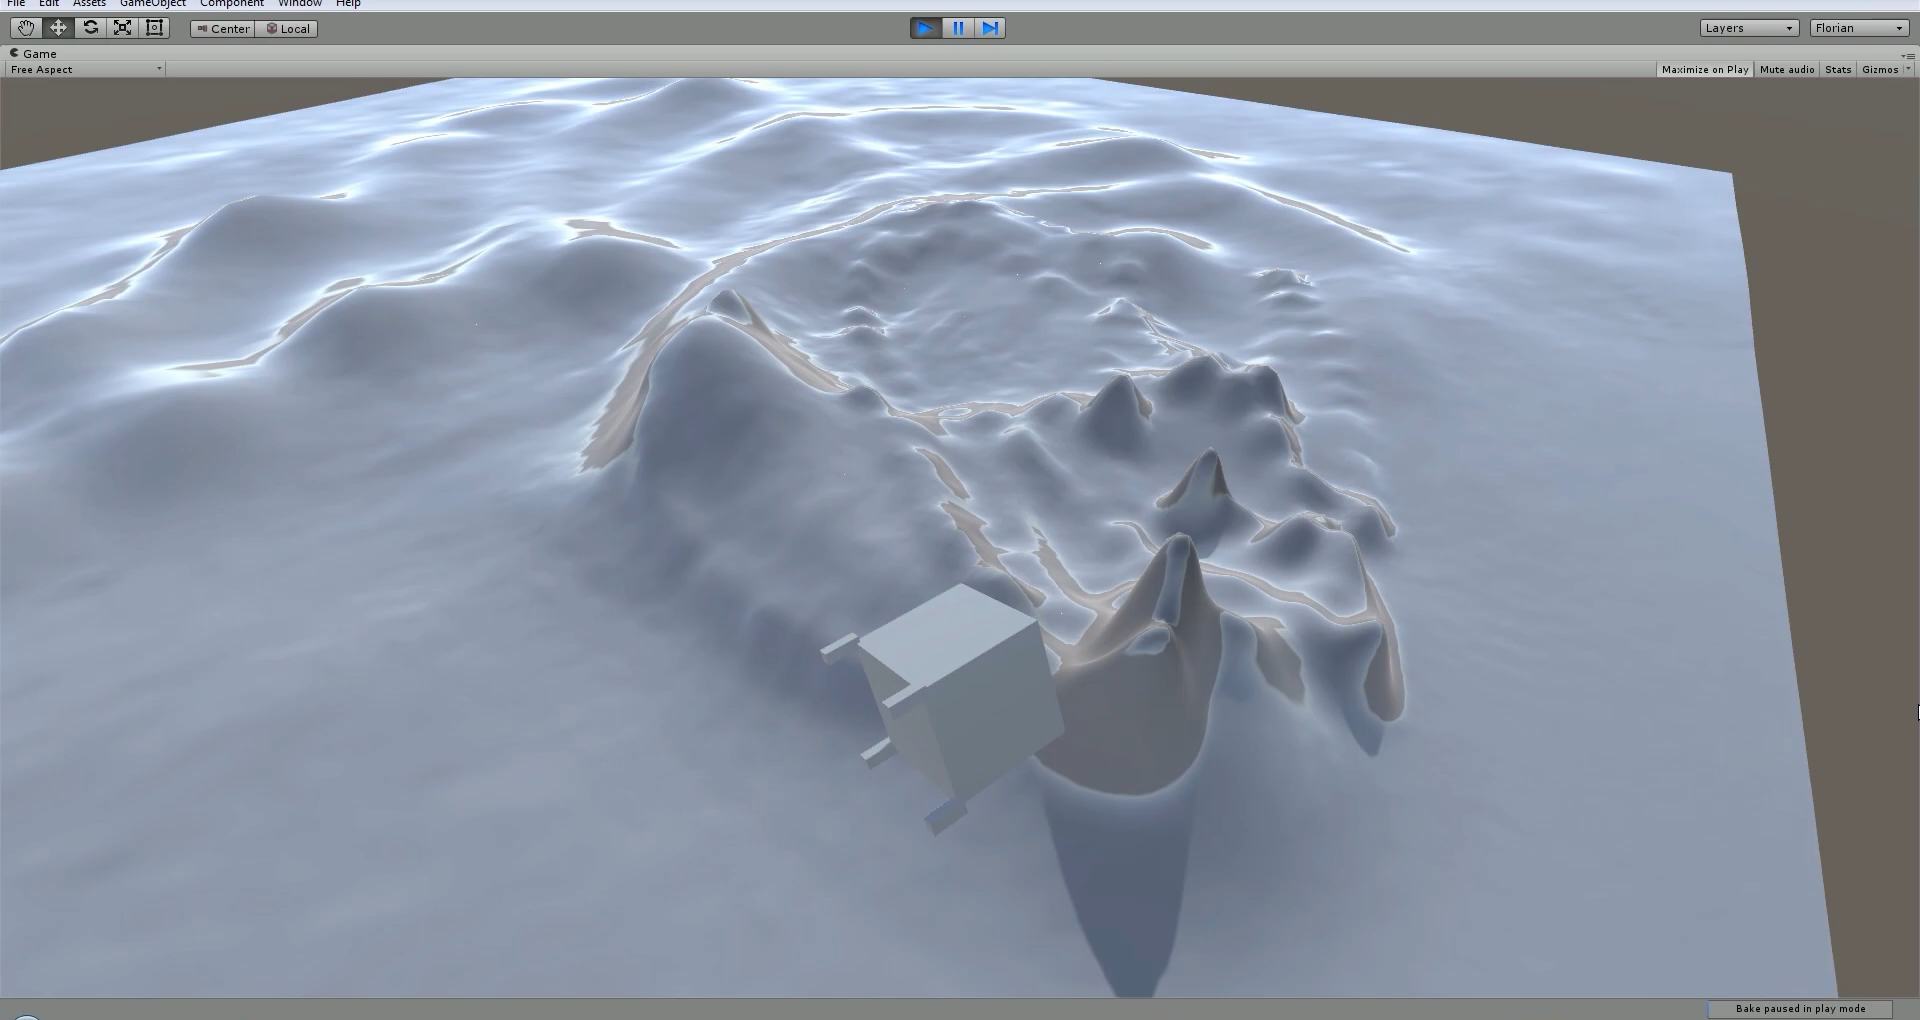 File Edit Assets GameObject Component Window Help
Center Local Layers Florian
Game
Free Aspect Maximize on Play Mute audio Stats Gizmos
Bake paused in play mode